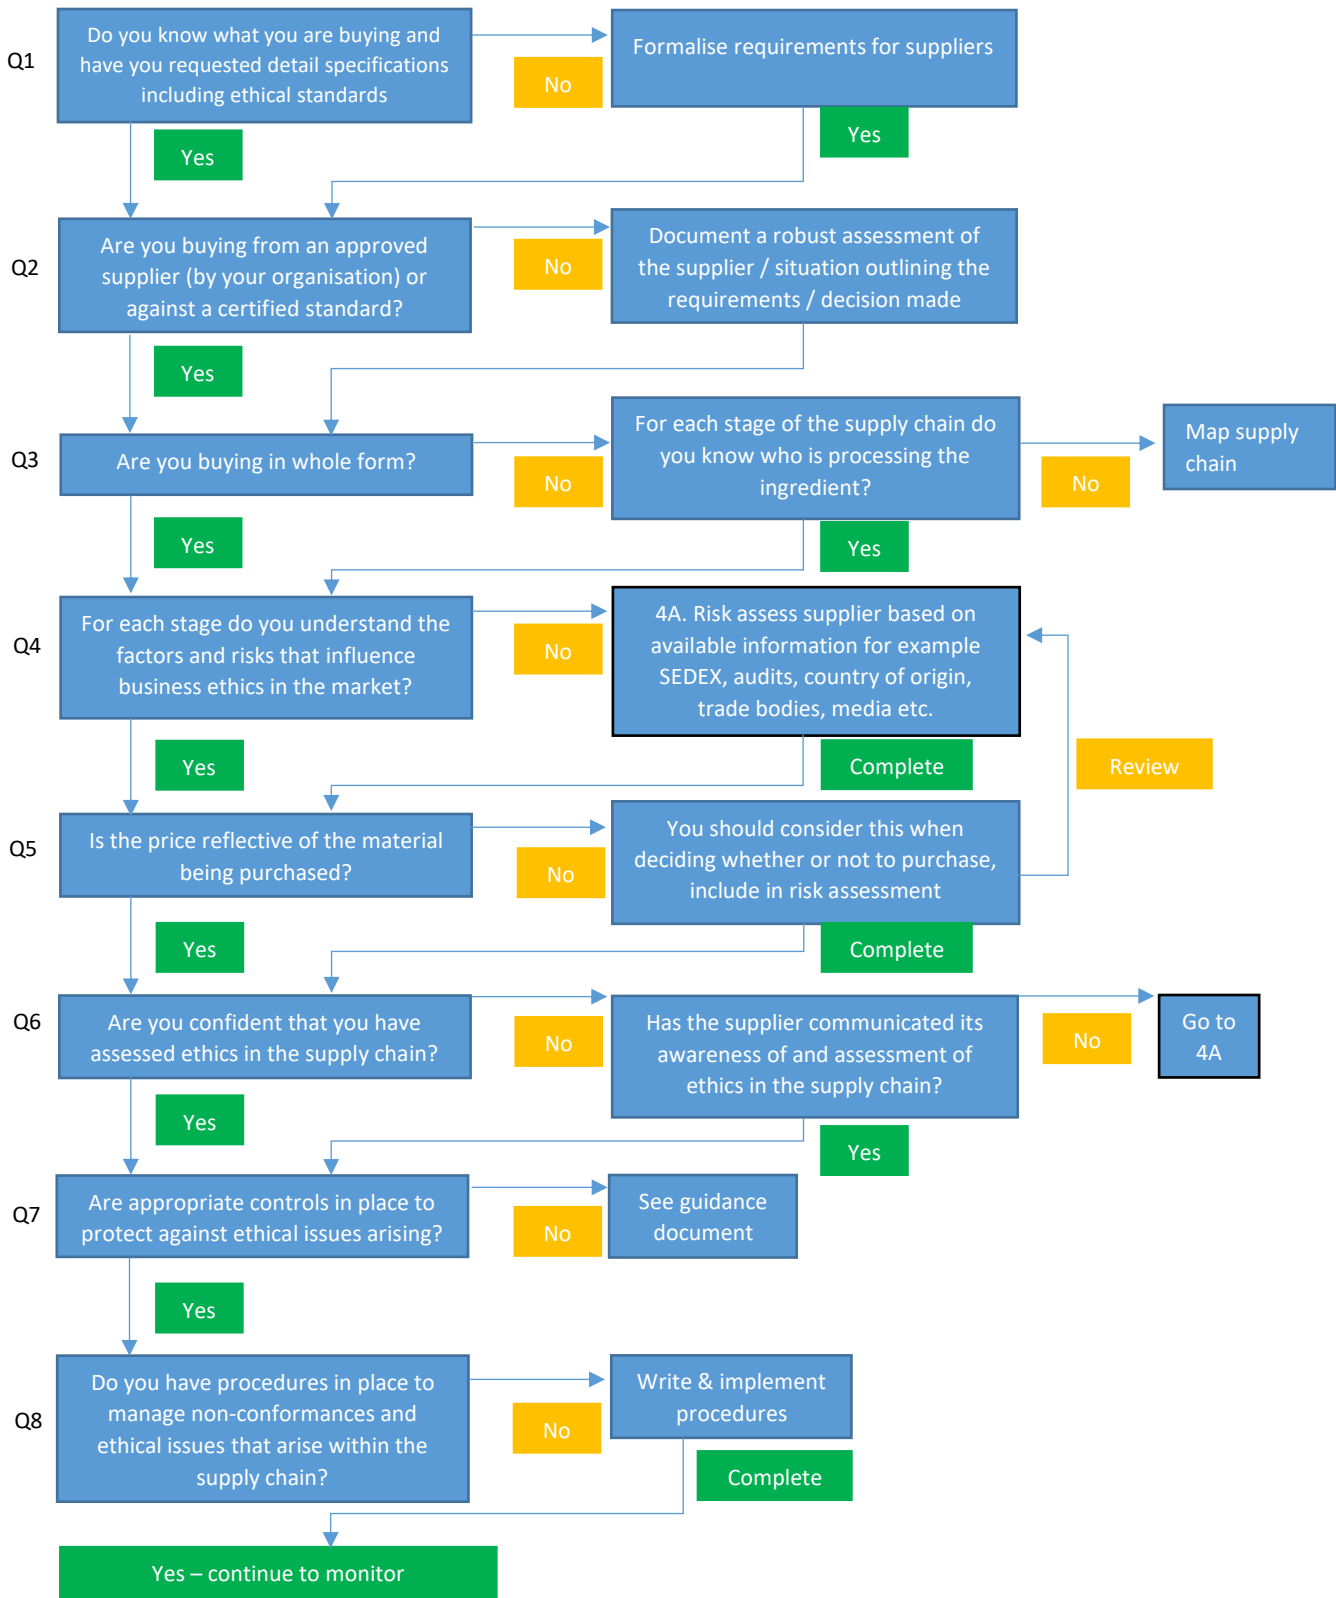 Q1
Do you know what you are buying and
have you requested detail specifications
including ethical standards
No
Formalise requirements for suppliers
Yes
Yes
Q2
Are you buying from an approved
supplier (by your organisation) or
against a certified standard?
No
Document a robust assessment of
the supplier / situation outlining the
requirements / decision made
Yes
Q3
Are you buying in whole form?
No
For each stage of the supply chain do
you know who is processing the
ingredient?
No
Map supply
chain
Yes
Yes
Q4
For each stage do you understand the
factors and risks that influence
business ethics in the market?
No
4A. Risk assess supplier based on
available information for example
SEDEX, audits, country of origin,
trade bodies, media etc.
Yes
Complete
Review
Q5
Is the price reflective of the material
being purchased?
No
You should consider this when
deciding whether or not to purchase,
include in risk assessment
Yes
Complete
Q6
Are you confident that you have
assessed ethics in the supply chain?
No
Has the supplier communicated its
awareness of and assessment of
ethics in the supply chain?
No
Go to
4A
Yes
Yes
Q7
Are appropriate controls in place to
protect against ethical issues arising?
No
See guidance
document
Yes
Q8
Do you have procedures in place to
manage non-conformances and
ethical issues that arise within the
supply chain?
No
Write & implement
procedures
Complete
Yes – continue to monitor